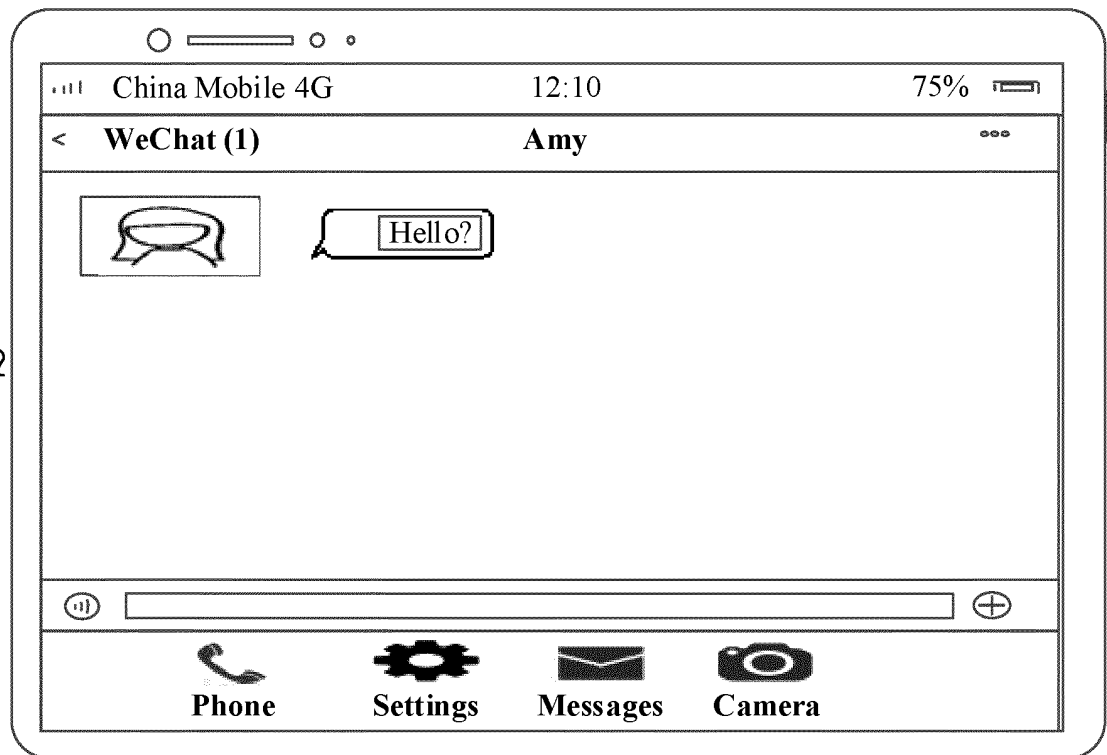 China Mobile 4G 12:10 75%
< WeChat (1) Amy
Hello?
Phone Settings Messages Camera